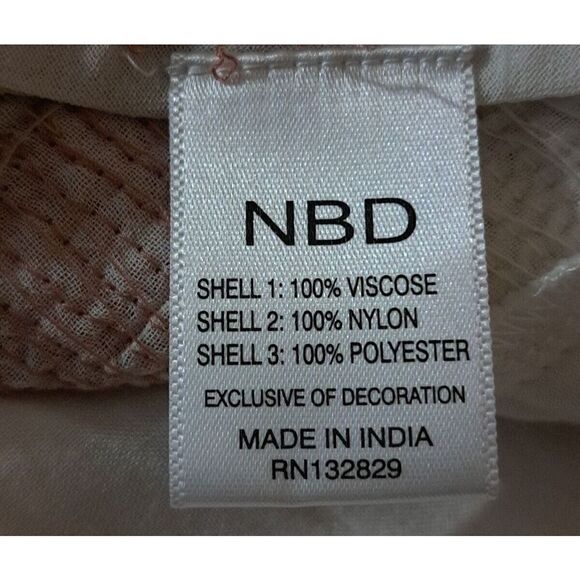 NBD
SHELL 1: 100% VISCOSE
SHELL 2: 100% NYLON
SHELL 3: 100% POLYESTER
EXCLUSIVE OF DECORATION
MADE IN INDIA
RN132829